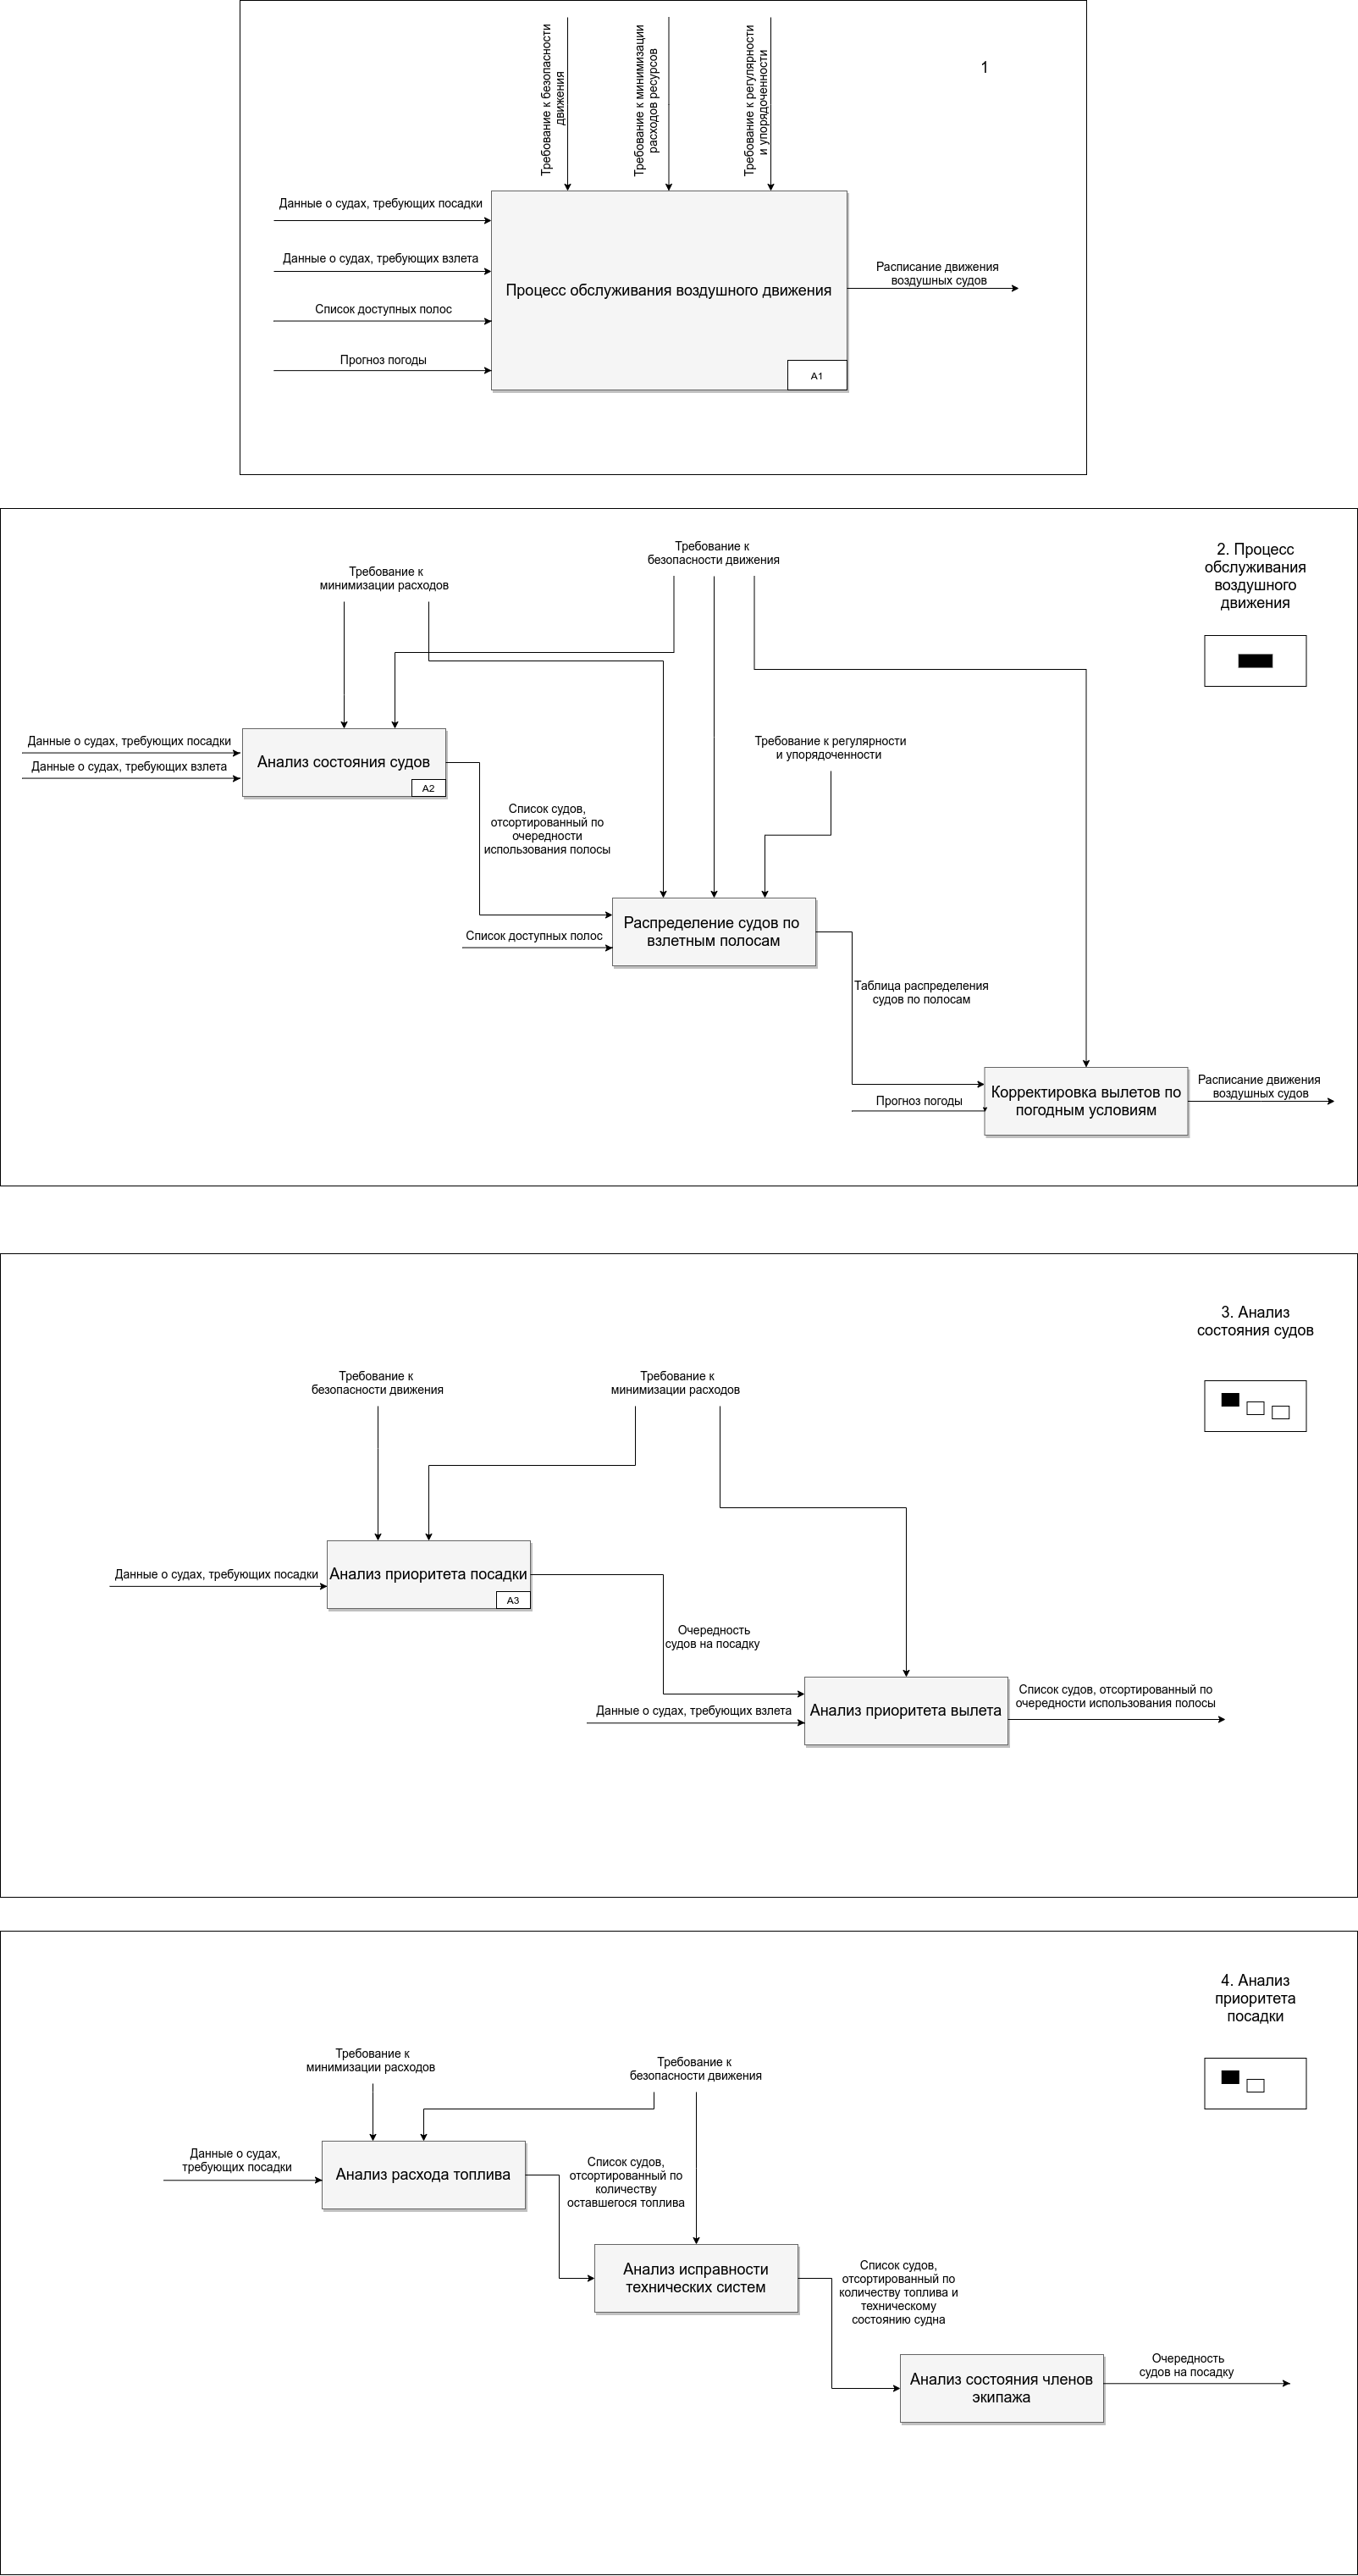 Требование к безопасности
движения
Требование к минимизации
расходов ресурсов
Требование к регулярности
и упорядоченности
1
Данные о судах, требующих посадки
Данные о судах, требующих взлета
Список доступных полос
Прогноз погоды
Процесс обслуживания воздушного движения
А1
Расписание движения
воздушных судов
2. Процесс
обслуживания
воздушного
движения
Требование к
безопасности движения
Требование к
минимизации расходов
Данные о судах, требующих посадки
Данные о судах, требующих взлета
Анализ состояния судов
А2
Требование к регулярности
и упорядоченности
Список судов,
отсортированный по
очередности
использования полосы
Список доступных полос
Распределение судов по
взлетным полосам
Таблица распределения
судов по полосам
Прогноз погоды
Корректировка вылетов по
погодным условиям
Расписание движения
воздушных судов
3. Анализ
состояния судов
Требование к
безопасности движения
Требование к
минимизации расходов
Данные о судах, требующих посадки
Анализ приоритета посадки
А3
Очередность
судов на посадку
Данные о судах, требующих взлета
Анализ приоритета вылета
Список судов, отсортированный по
очередности использования полосы
4. Анализ
приоритета
посадки
Требование к
минимизации расходов
Требование к
безопасности движения
Данные о судах,
требующих посадки
Анализ расхода топлива
Список судов,
отсортированный по
количеству
оставшегося топлива
Анализ исправности
технических систем
Список судов,
отсортированный по
количеству топлива и
техническому
состоянию судна
Анализ состояния членов
экипажа
Очередность
судов на посадку